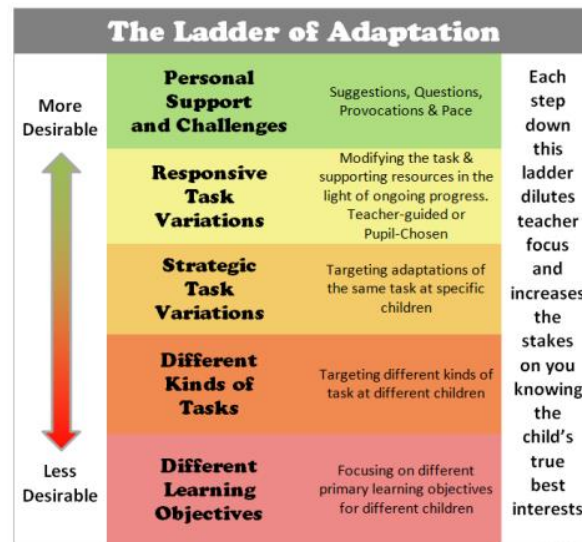 The Ladder of Adaptation
More
Desirable
Less
Desirable
Personal
Support
and Challenges
Suggestions, Questions,
Provocations & Pace
Responsive
Task
Variations
Modifying the task &
supporting resources in the
light of ongoing progress.
Teacher-guided or
Pupil-Chosen
Strategic
Task
Variations
Targeting adaptations of
the same task at specific
children
Different
Kinds of
Tasks
Targeting different kinds of
task at different children
Different
Learning
Objectives
Focusing on different
primary learning objectives
for different children
Each
step
down
this
ladder
dilutes
teacher
focus
and
increases
the
stakes
on you
knowing
the
child's
true
best
interests